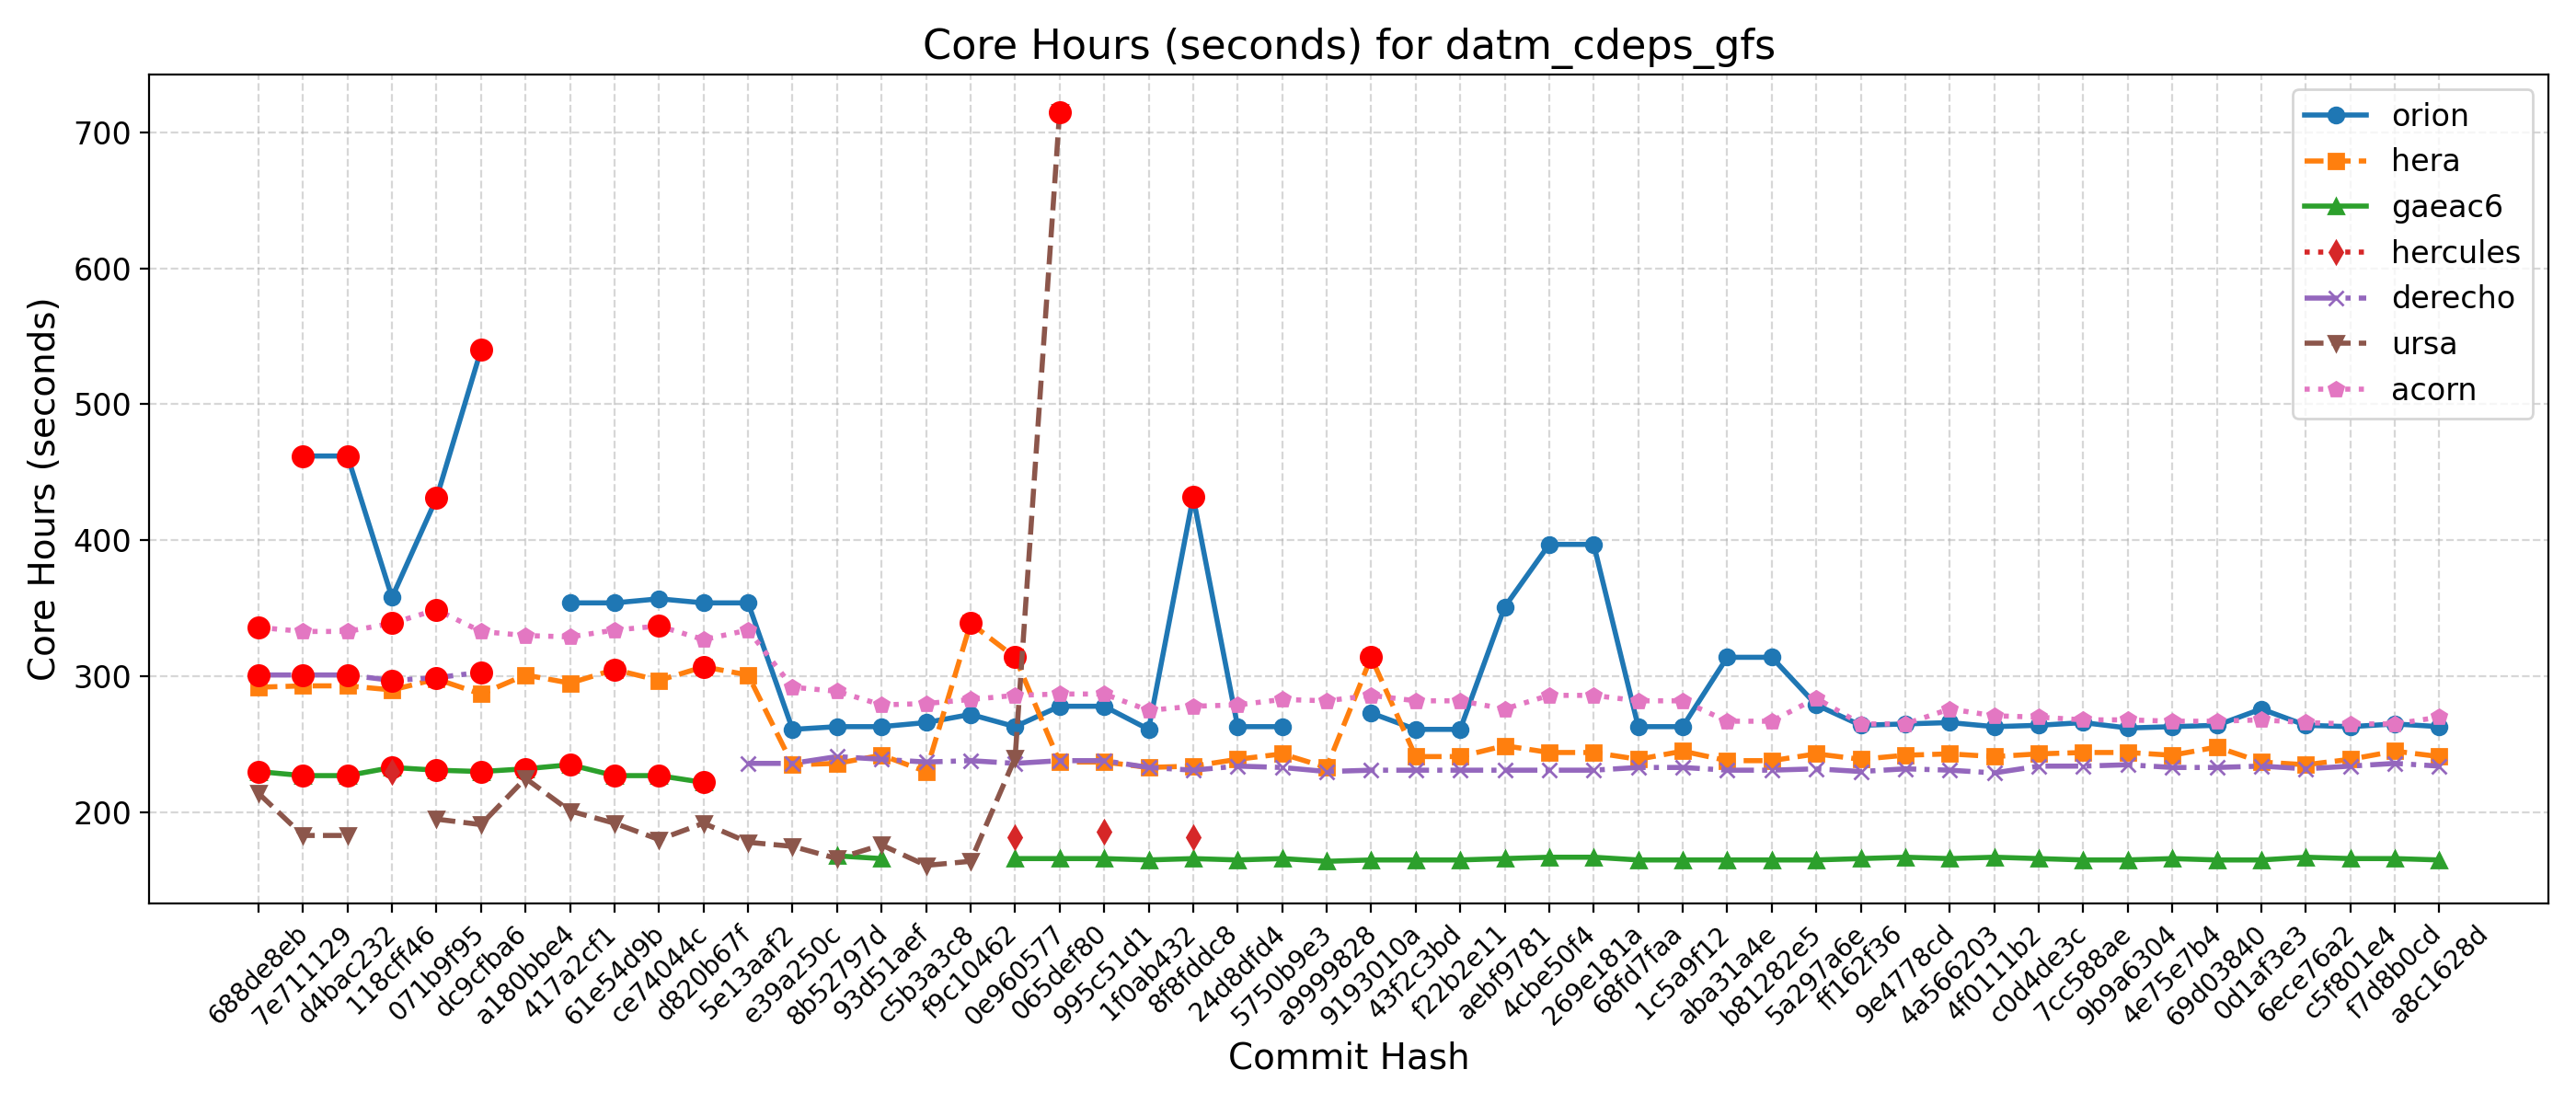 Core Hours (seconds) for datm_cdeps_gfs
Core Hours (seconds)
700
600
500
400
300
200
orion
hera
gaeac6
hercules
derecho
ursa
acorn
688de8eb
7e711129
d4bac232
118cff46
071b9f95
dc9cfba6
a180bbe4
417a2cf1
61e54d9b
ce74044c
d820b67f
5e13aaf2
e39a250c
8b52797d
93d51aef
c5b3a3c8
f9c10462
0e960577
065def80
995c51d1
1f0ab432
8f8fddc8
24d8dfd4
5750b9e3
a9999828
9193010a
43f2c3bd
f22b2e11
aebf9781
4cbe50f4
269e181a
68fd7faa
1c5a9f12
aba31a4e
b81282e5
5a297a6e
ff162f36
9e4778cd
4a566203
4f0111b2
c0d4de3c
7cc588ae
9b9a6304
4e75e7b4
69d03840
0d1af3e3
6ece76a2
c5f801e4
f7d8b0cd
a8c1628d
Commit Hash